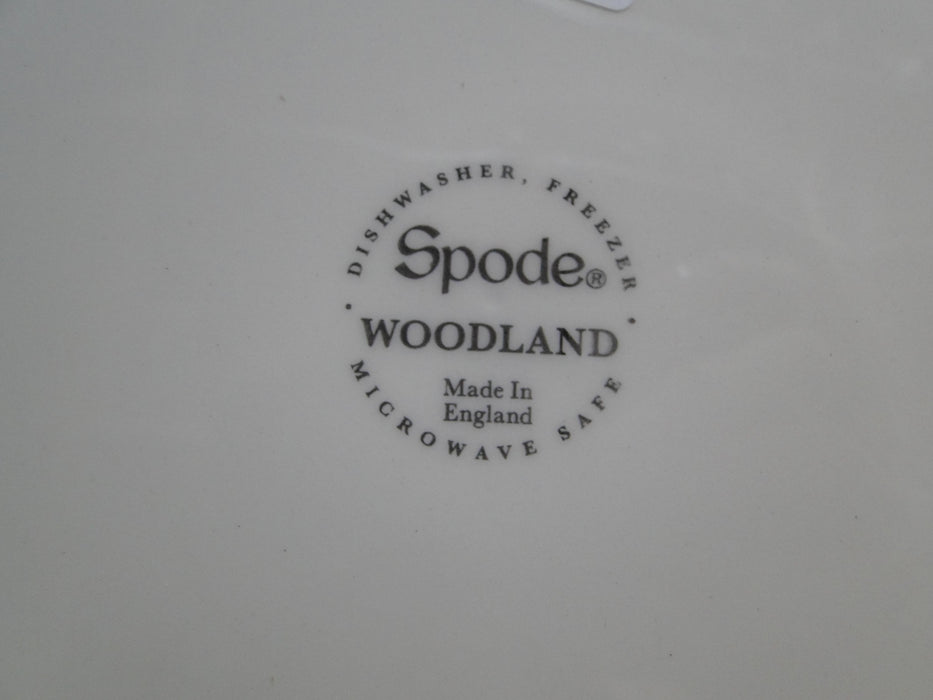 DISHWASHER, FREEZER
Spode®
WOODLAND
Made In
England
MICROWAVE SAFE